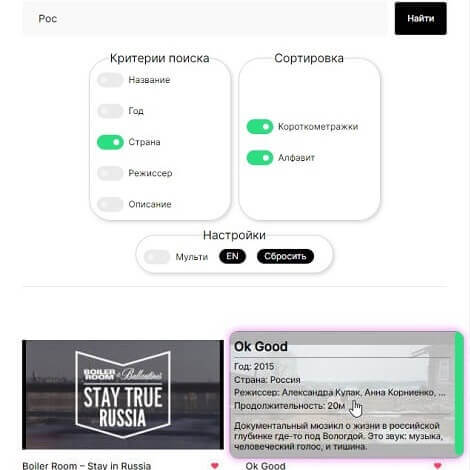 Рос
Найти
Критерии поиска
Название
Год
Страна
Режиссер
Описание
Сортировка
Короткометражки
Алфавит
Настройки
Мульти
EN
Сбросить
BOILER ROOM & Ballantine's
STAY TRUE
RUSSIA
Boiler Room – Stay in Russia
Ok Good
Год: 2015
Страна: Россия
Режиссер: Александра Кулак, Анна Корниенко, ...
Продолжительность: 20м
Документальный мюзикл о жизни в российской
глубинке где-то под Вологдой. Это звук: музыка,
человеческий голос, и тишина.
Ok Good